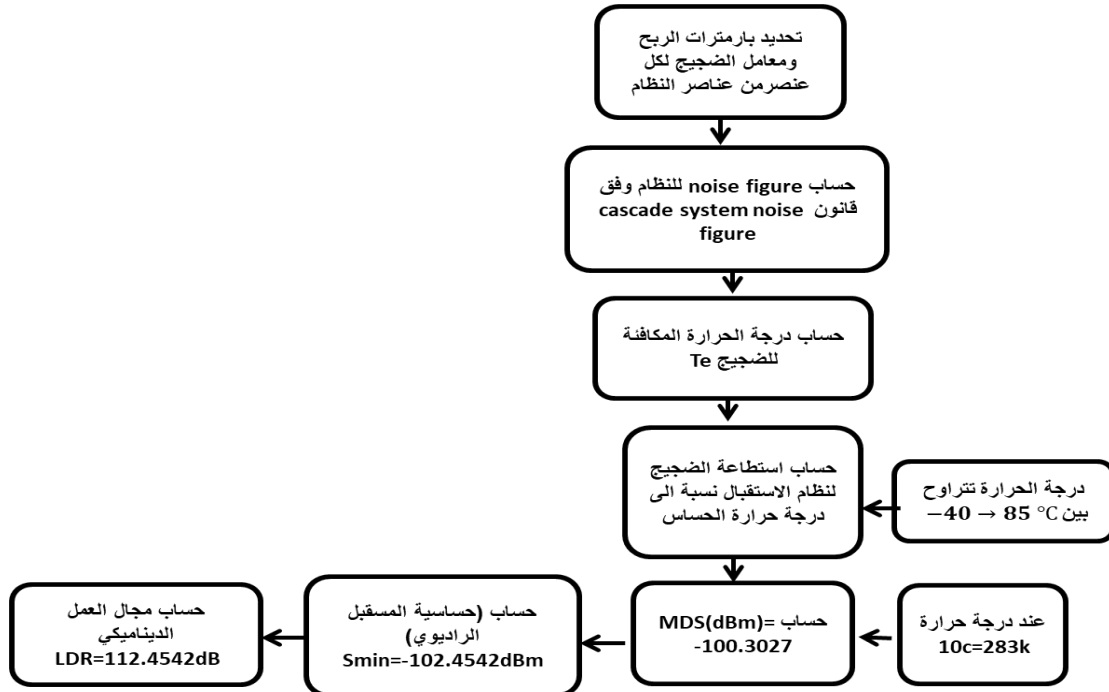 تحديد بارمترات الربح
ومعامل الضجيج لكل
عنصرمن عناصر النظام
حساب noise figure للنظام وفق
قانون cascade system noise
figure
حساب درجة الحرارة المكافئة
للضجيج Te
حساب استطاعة الضجيج
لنظام الاستقبال نسبة الى
درجة حرارة الحساس
درجة الحرارة تتراوح
بين −40 → 85 °C
عند درجة حرارة
10c=283k
حساب MDS(dBm)=
-100.3027
حساب (حساسية المسقبل
الراديوي)
Smin=-102.4542dBm
حساب مجال العمل
الديناميكي
LDR=112.4542dB